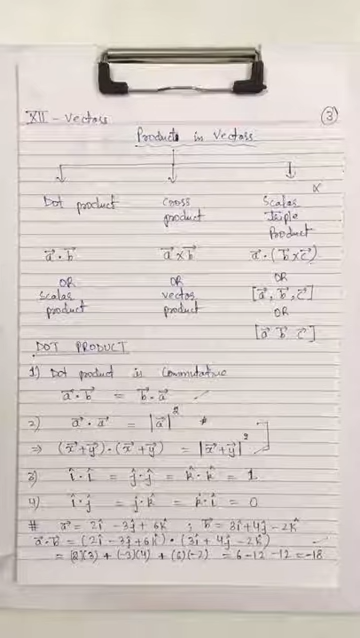 XII - Vectors ③
Products in Vectors
Dot product Cross product Scalar Triple Product
a⃗ · b⃗ a⃗ × b⃗ a⃗ · (b⃗ × c⃗)
OR OR OR
Scalar product vector product [a⃗, b⃗, c⃗]
OR
[a⃗ b⃗ c⃗]
DOT PRODUCT
1) Dot product is Commutative
a⃗ · b⃗ = b⃗ · a⃗
2) a⃗ · a⃗ = |a⃗|² *
⇒ (x⃗+y⃗) · (x⃗+y⃗) = |x⃗+y⃗|²
3) î · î = ĵ · ĵ = k̂ · k̂ = 1
4) î · ĵ = ĵ · k̂ = k̂ · î = 0
# a⃗ = 2î - 3ĵ + 6k̂ ; b⃗ = 3î + 4ĵ - 2k̂
a⃗ · b⃗ = (2î - 3ĵ + 6k̂) · (3î + 4ĵ - 2k̂)
= (2)(3) + (-3)(4) + (6)(-2) = 6 - 12 - 12 = -18